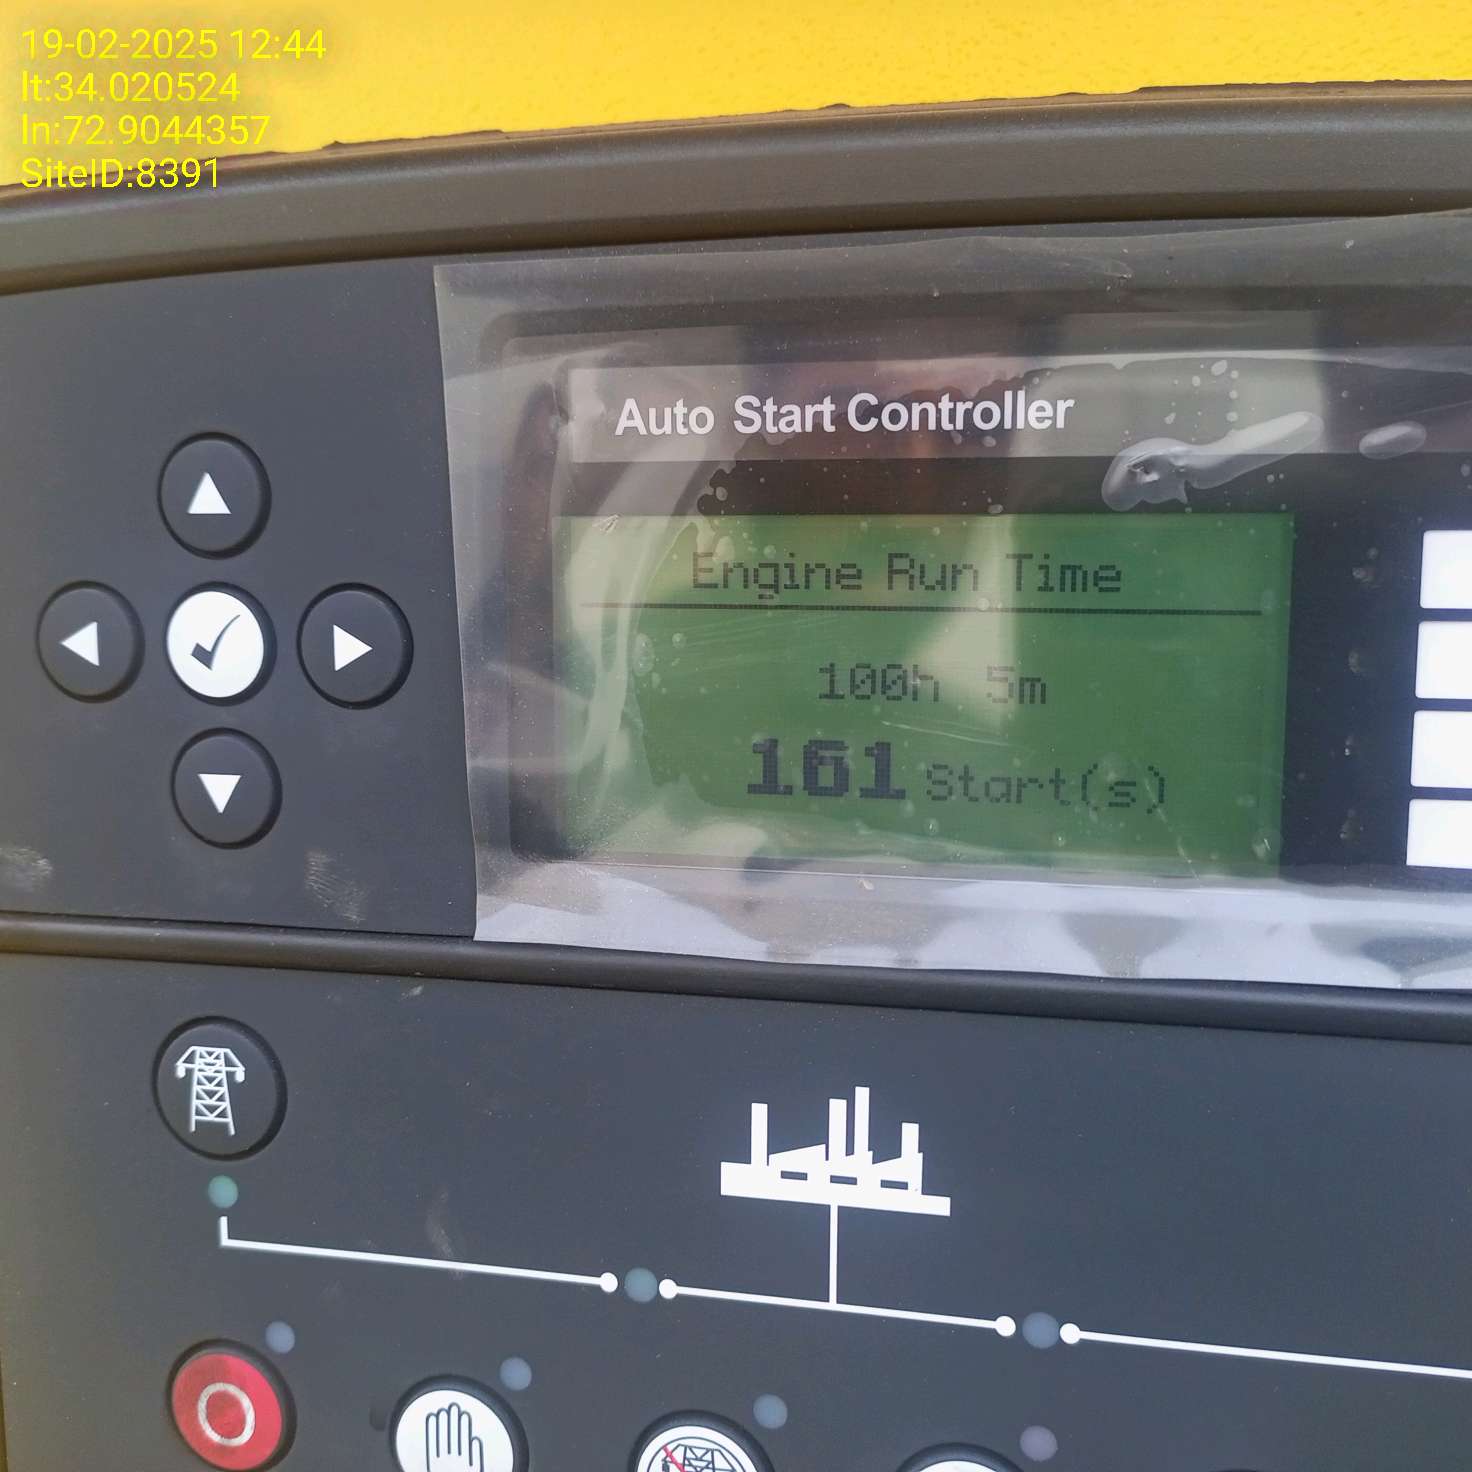 19-02-2025 12:44
lt:34.020524
ln:72.9044357
SiteID:8391
Auto Start Controller
Engine Run Time
100h 5m
161 Start(s)